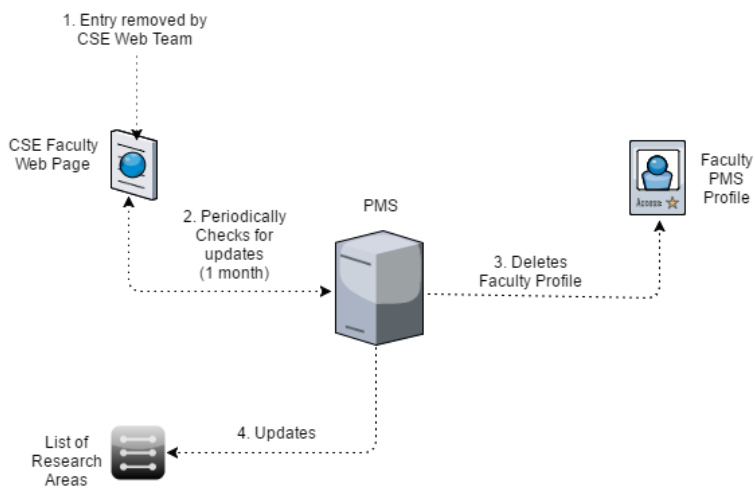 1. Entry removed by
CSE Web Team
CSE Faculty
Web Page
2. Periodically
Checks for
updates
(1 month)
PMS
3. Deletes
Faculty Profile
Faculty
PMS
Profile
Access
4. Updates
List of
Research
Areas